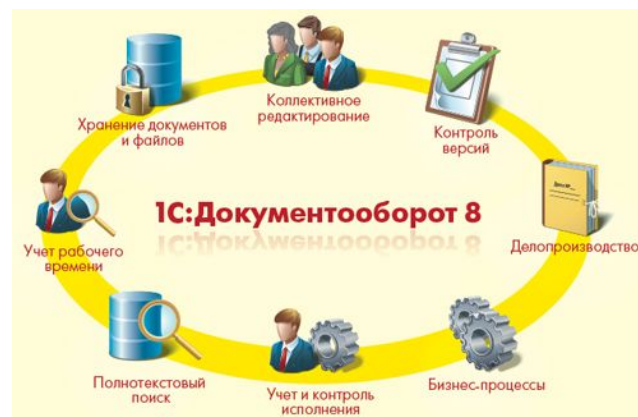 Коллективное
редактирование
Хранение документов
и файлов
Контроль
версий
1С:Документооборот 8
Учет рабочего
времени
Делопроизводство
Полнотекстовый
поиск
Учет и контроль
исполнения
Бизнес-процессы